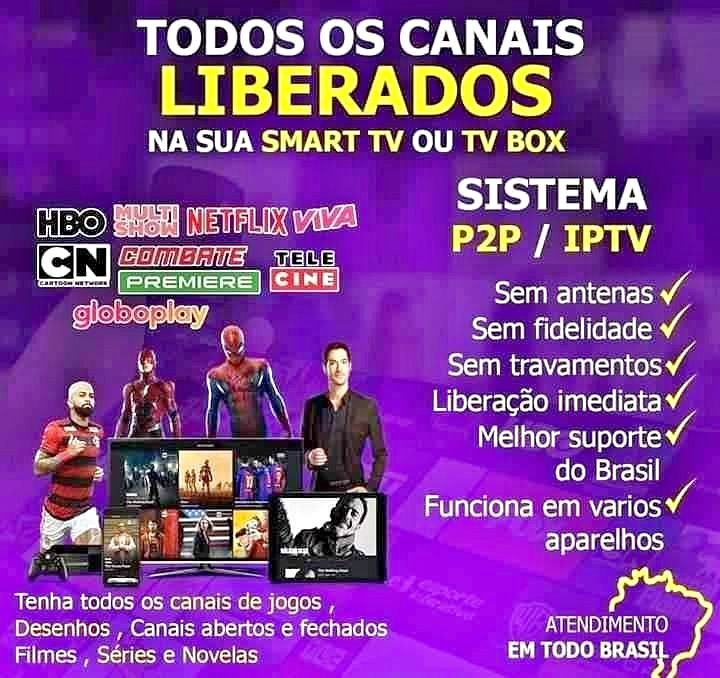 TODOS OS CANAIS
LIBERADOS
NA SUA SMART TV OU TV BOX
SISTEMA
P2P / IPTV
HBO MULTI SHOW NETFLIX VIVA
CN COMBATE TELE
CARTOON NETWORK PREMIERE CINE
globoplay
Sem antenas
Sem fidelidade
Sem travamentos
Liberação imediata
Melhor suporte
do Brasil
Funciona em varios
aparelhos
Tenha todos os canais de jogos ,
Desenhos , Canais abertos e fechados
Filmes , Séries e Novelas
ATENDIMENTO
EM TODO BRASIL